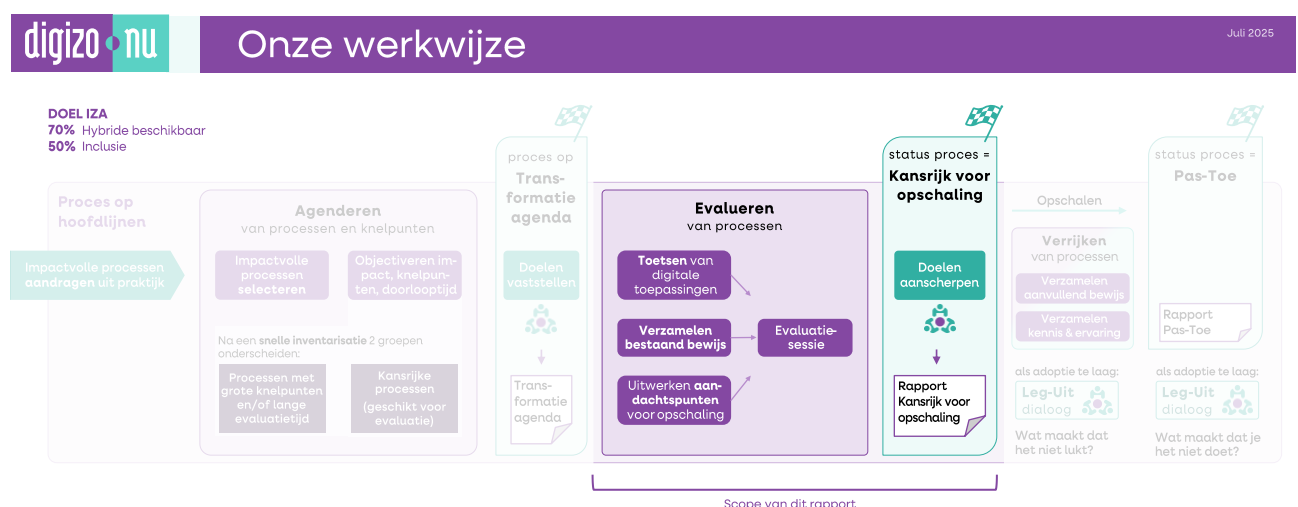 digizo nu
Onze werkwijze
Juli 2025
DOEL IZA
70% Hybride beschikbaar
50% Inclusie
Proces op
hoofdlijnen
Impactvolle processen
aandragen uit praktijk
Agenderen
van processen en knelpunten
Impactvolle
processen
selecteren
Objectiveren im-
pact, knelpun-
ten, doorlooptijd
Na een snelle inventarisatie 2 groepen
onderscheiden:
Processen met
grote knelpunten
en/of lange
evaluatietijd
Kansrijke
processen
(geschikt voor
evaluatie)
proces op
Trans-
formatie
agenda
Doelen
vaststellen
Trans-
formatie
agenda
Evalueren
van processen
Toetsen van
digitale
toepassingen
Verzamelen
bestaand bewijs
Uitwerken aan-
dachtspunten
voor opschaling
Evaluatie-
sessie
status proces =
Kansrijk voor
opschaling
Doelen
aanscherpen
Rapport
Kansrijk voor
opschaling
Opschalen
Verrijken
van processen
Verzamelen
aanvullend bewijs
Verzamelen
kennis & ervaring
als adoptie te laag:
Leg-Uit
dialoog
Wat maakt dat
het niet lukt?
status proces =
Pas-Toe
Rapport
Pas-Toe
als adoptie te laag:
Leg-Uit
dialoog
Wat maakt dat je
het niet doet?
Scope van dit rapport